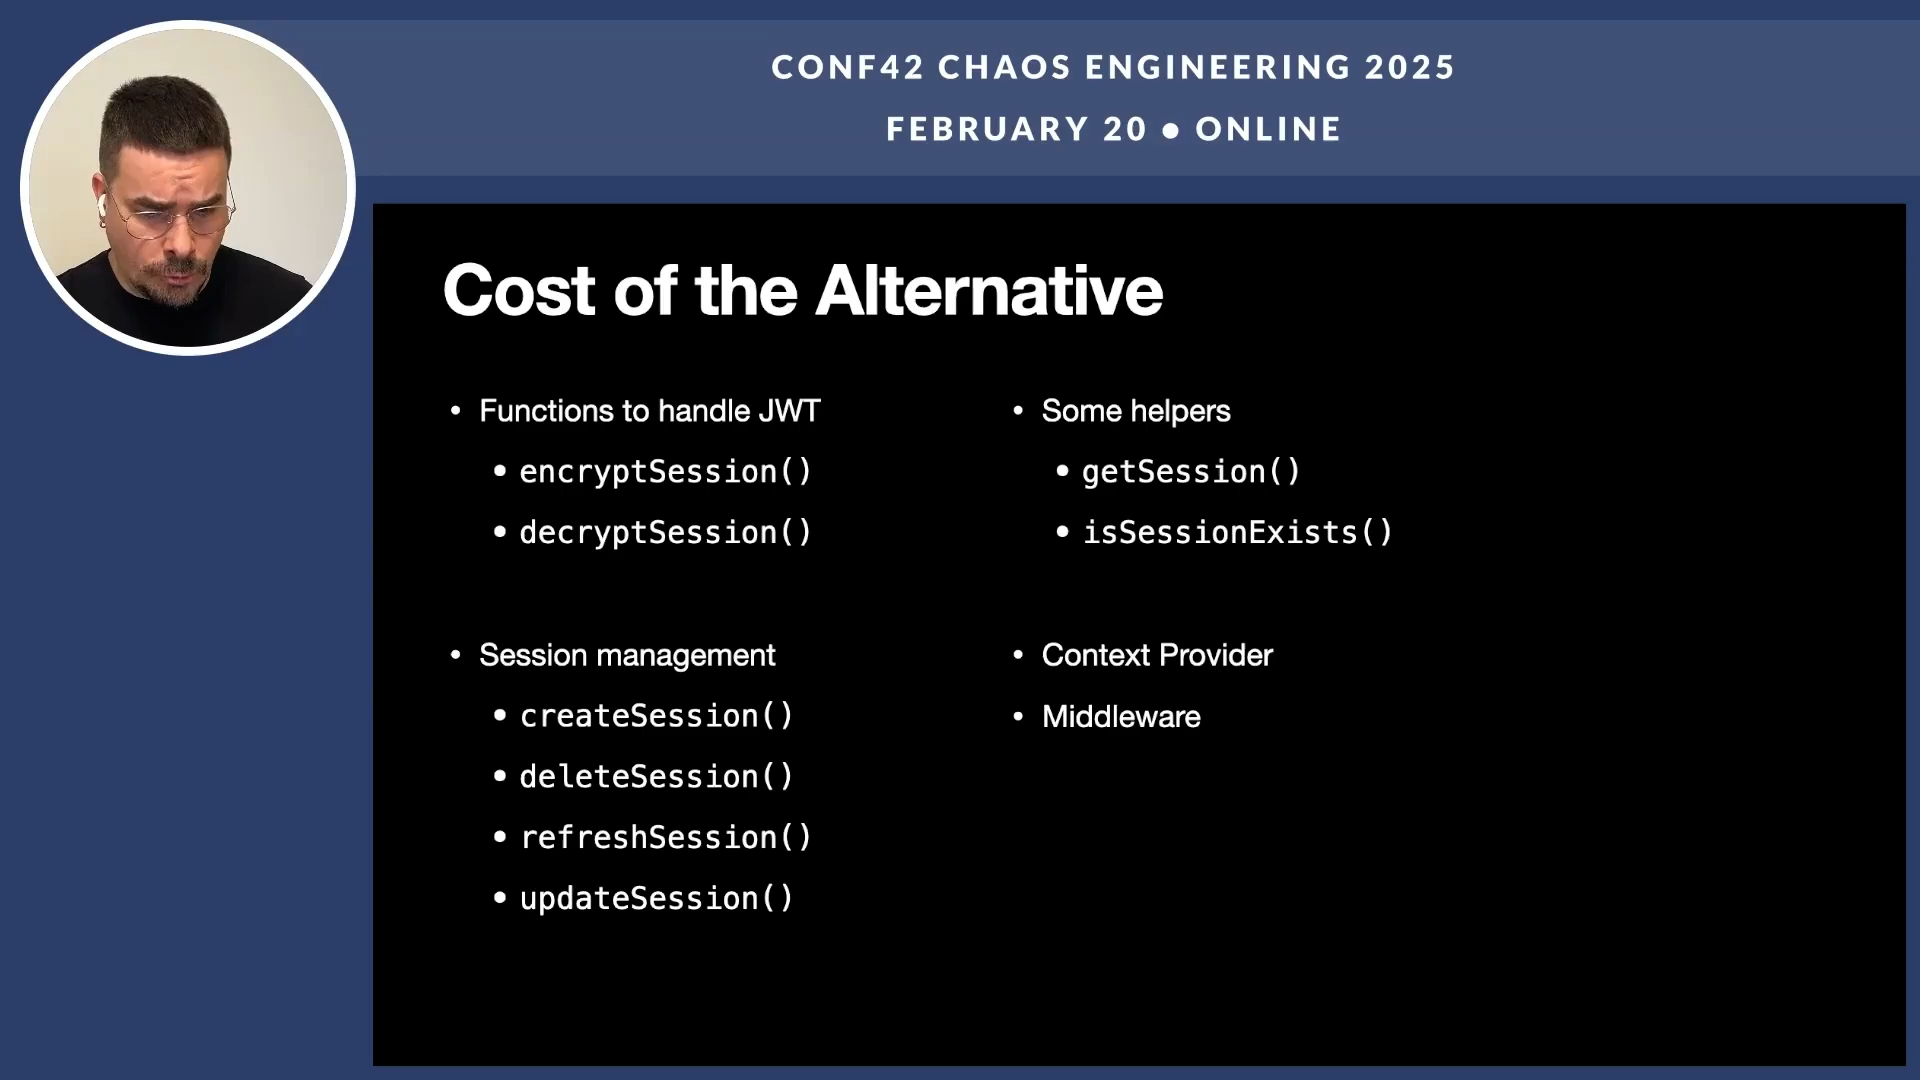 CONF42 CHAOS ENGINEERING 2025
FEBRUARY 20 ● ONLINE
Cost of the Alternative
• Functions to handle JWT
• encryptSession()
• decryptSession()
• Session management
• createSession()
• deleteSession()
• refreshSession()
• updateSession()
• Some helpers
• getSession()
• isSessionExists()
• Context Provider
• Middleware